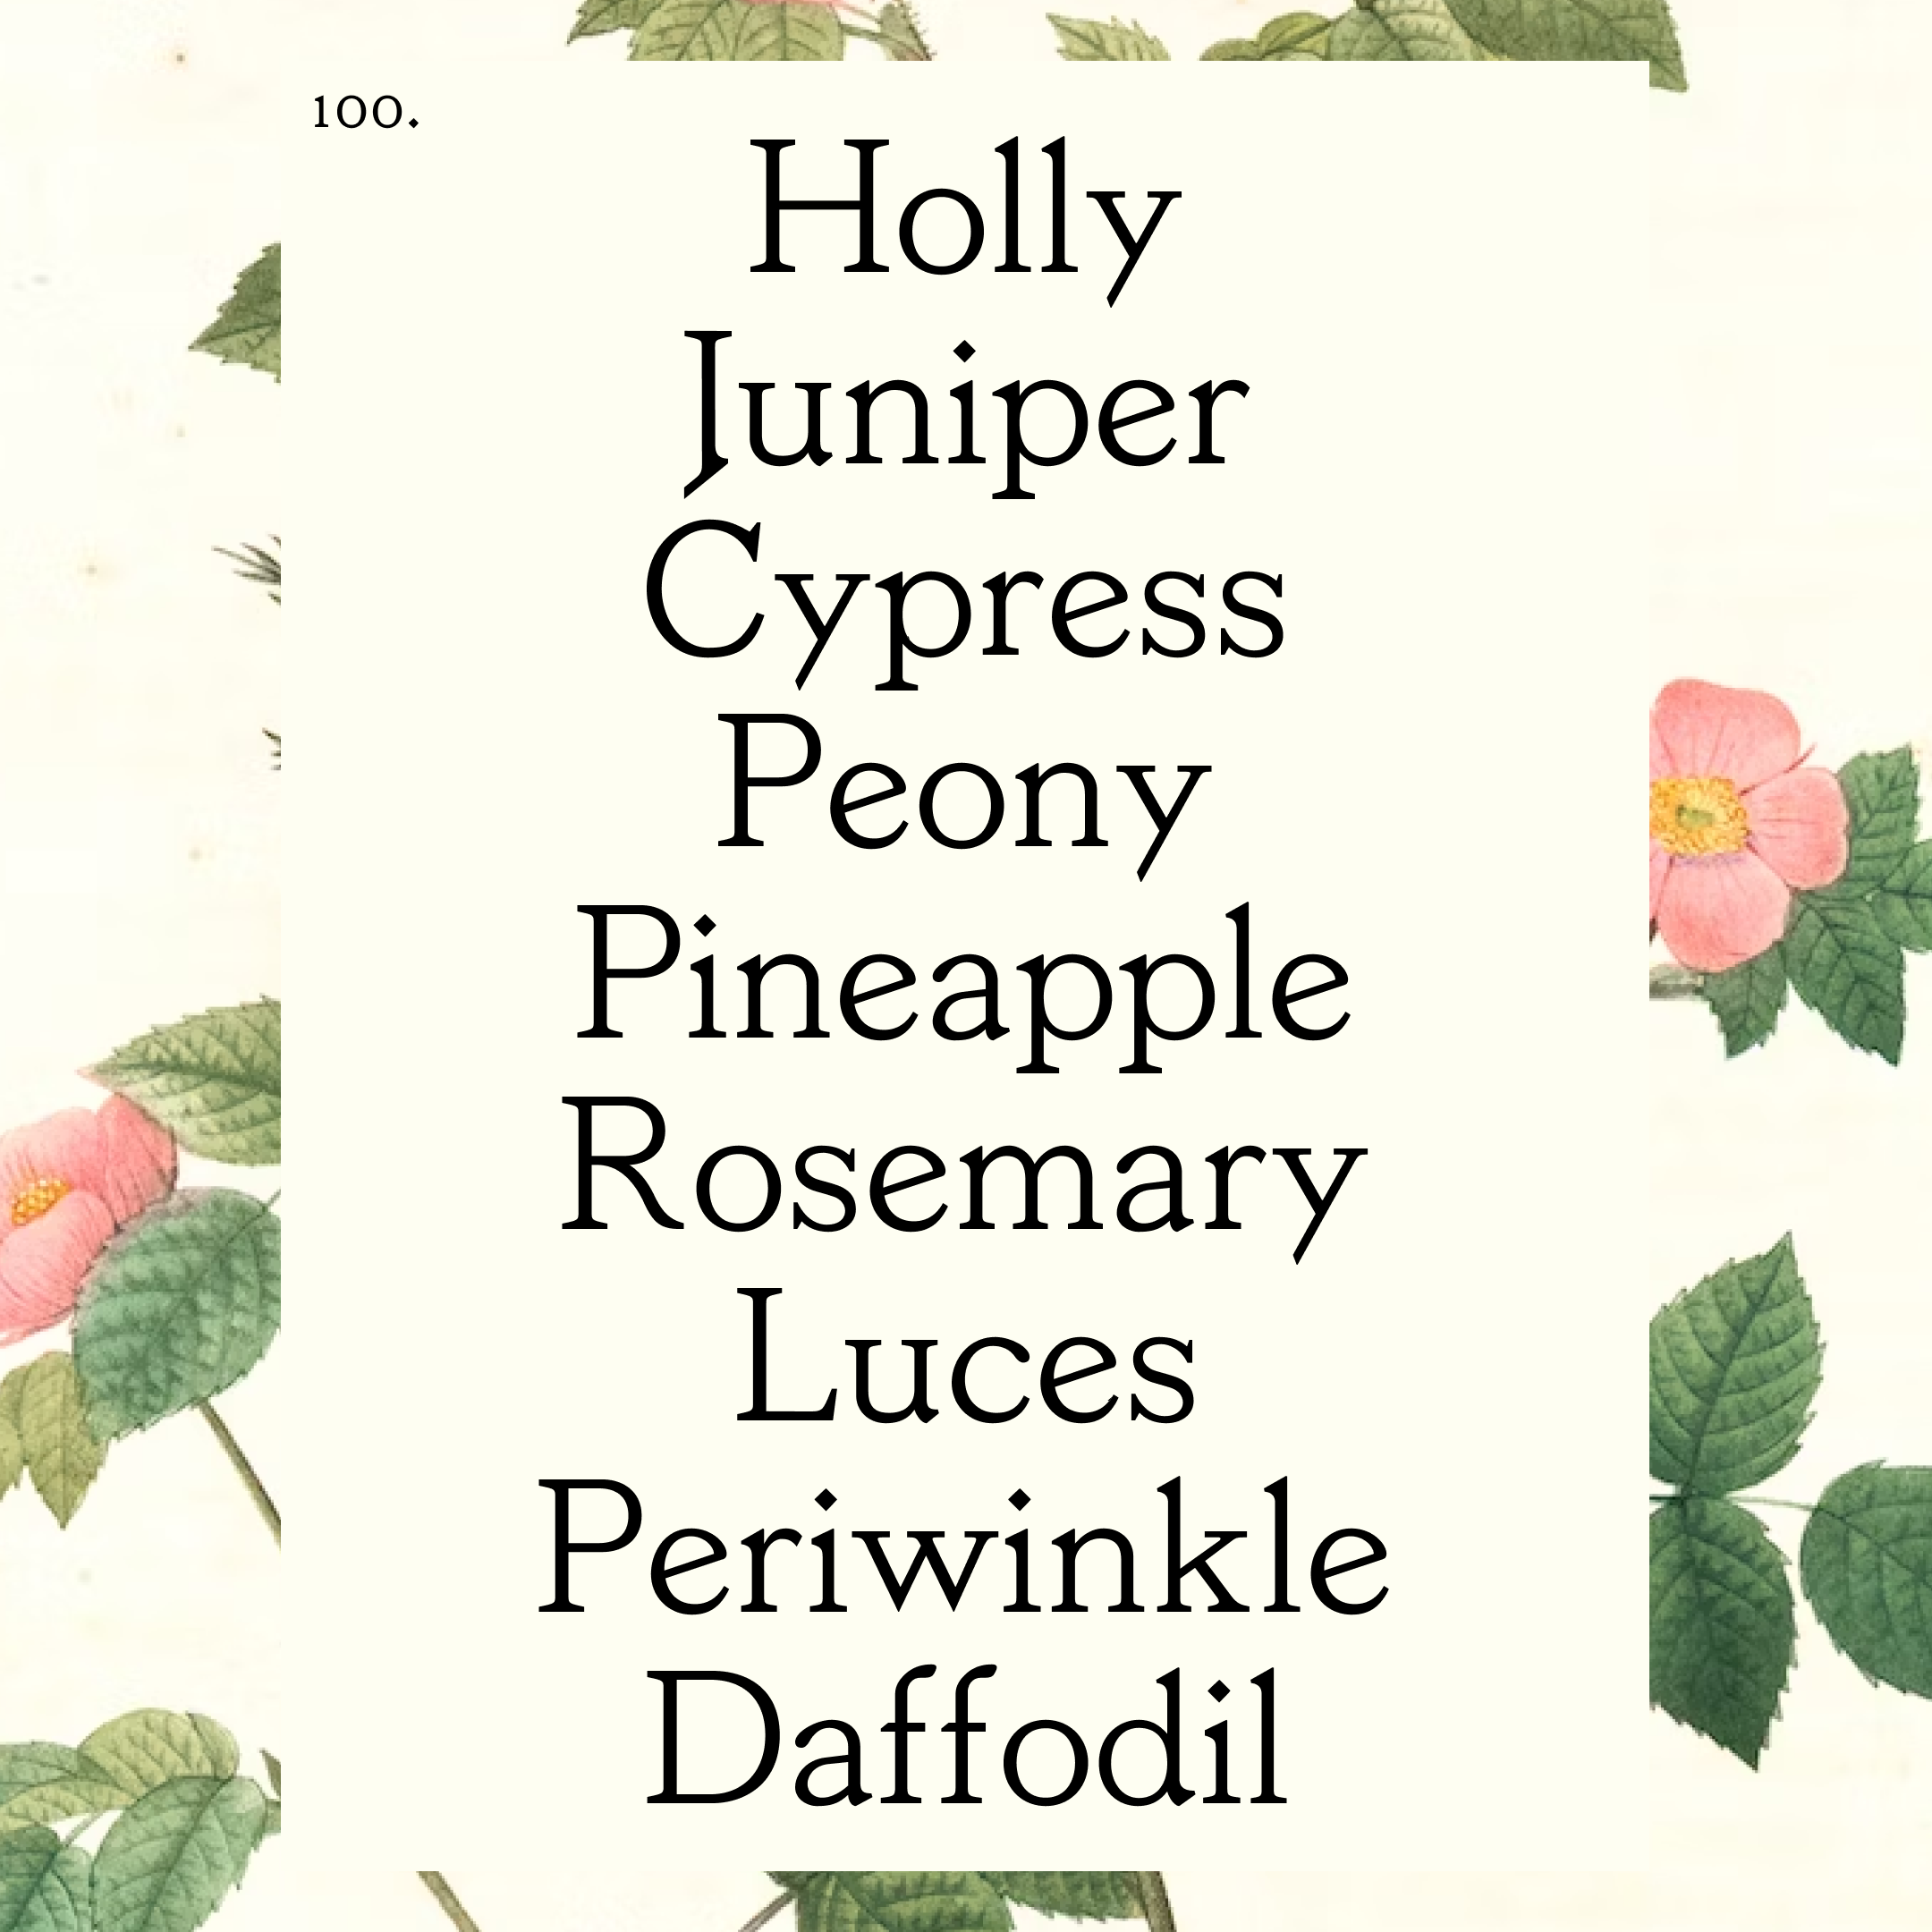 100.
Holly
Juniper
Cypress
Peony
Pineapple
Rosemary
Luces
Periwinkle
Daffodil